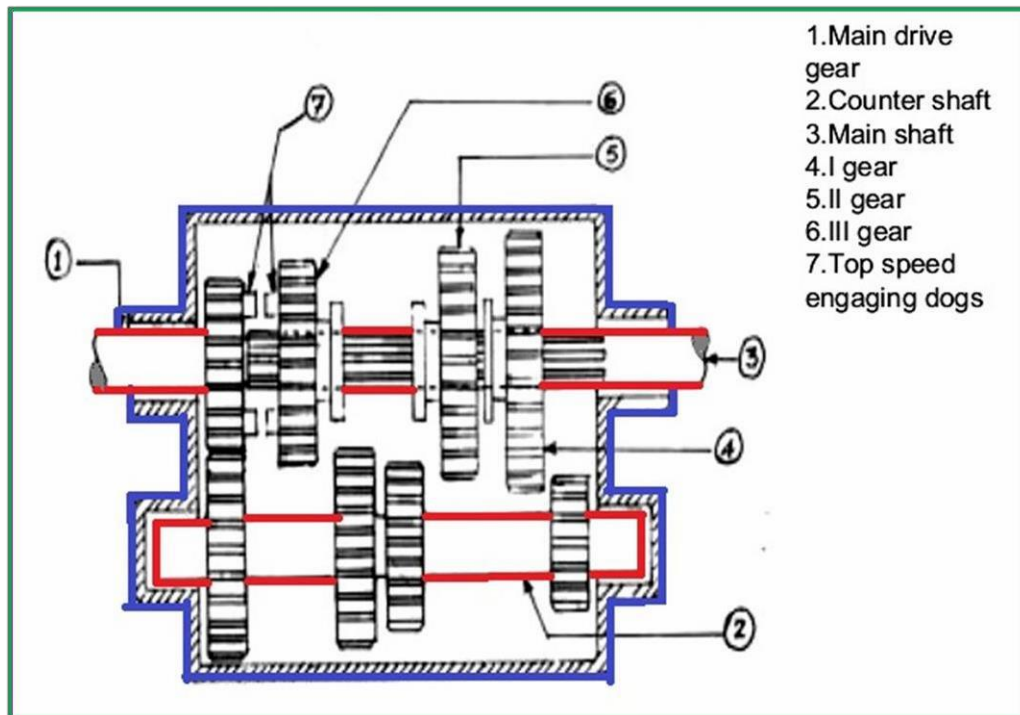 1.Main drive
gear
2.Counter shaft
3.Main shaft
4.I gear
5.II gear
6.III gear
7.Top speed
engaging dogs
7
6
5
1
3
4
2